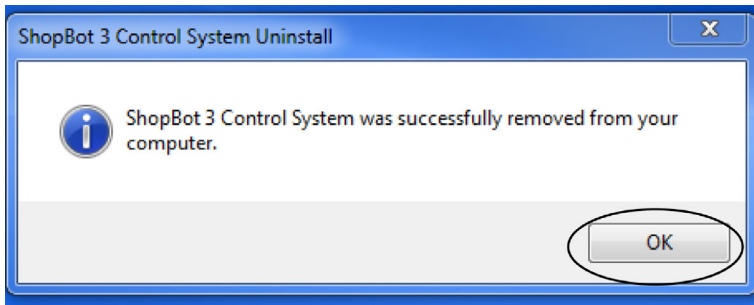 ShopBot 3 Control System Uninstall
ShopBot 3 Control System was successfully removed from your
computer.
OK